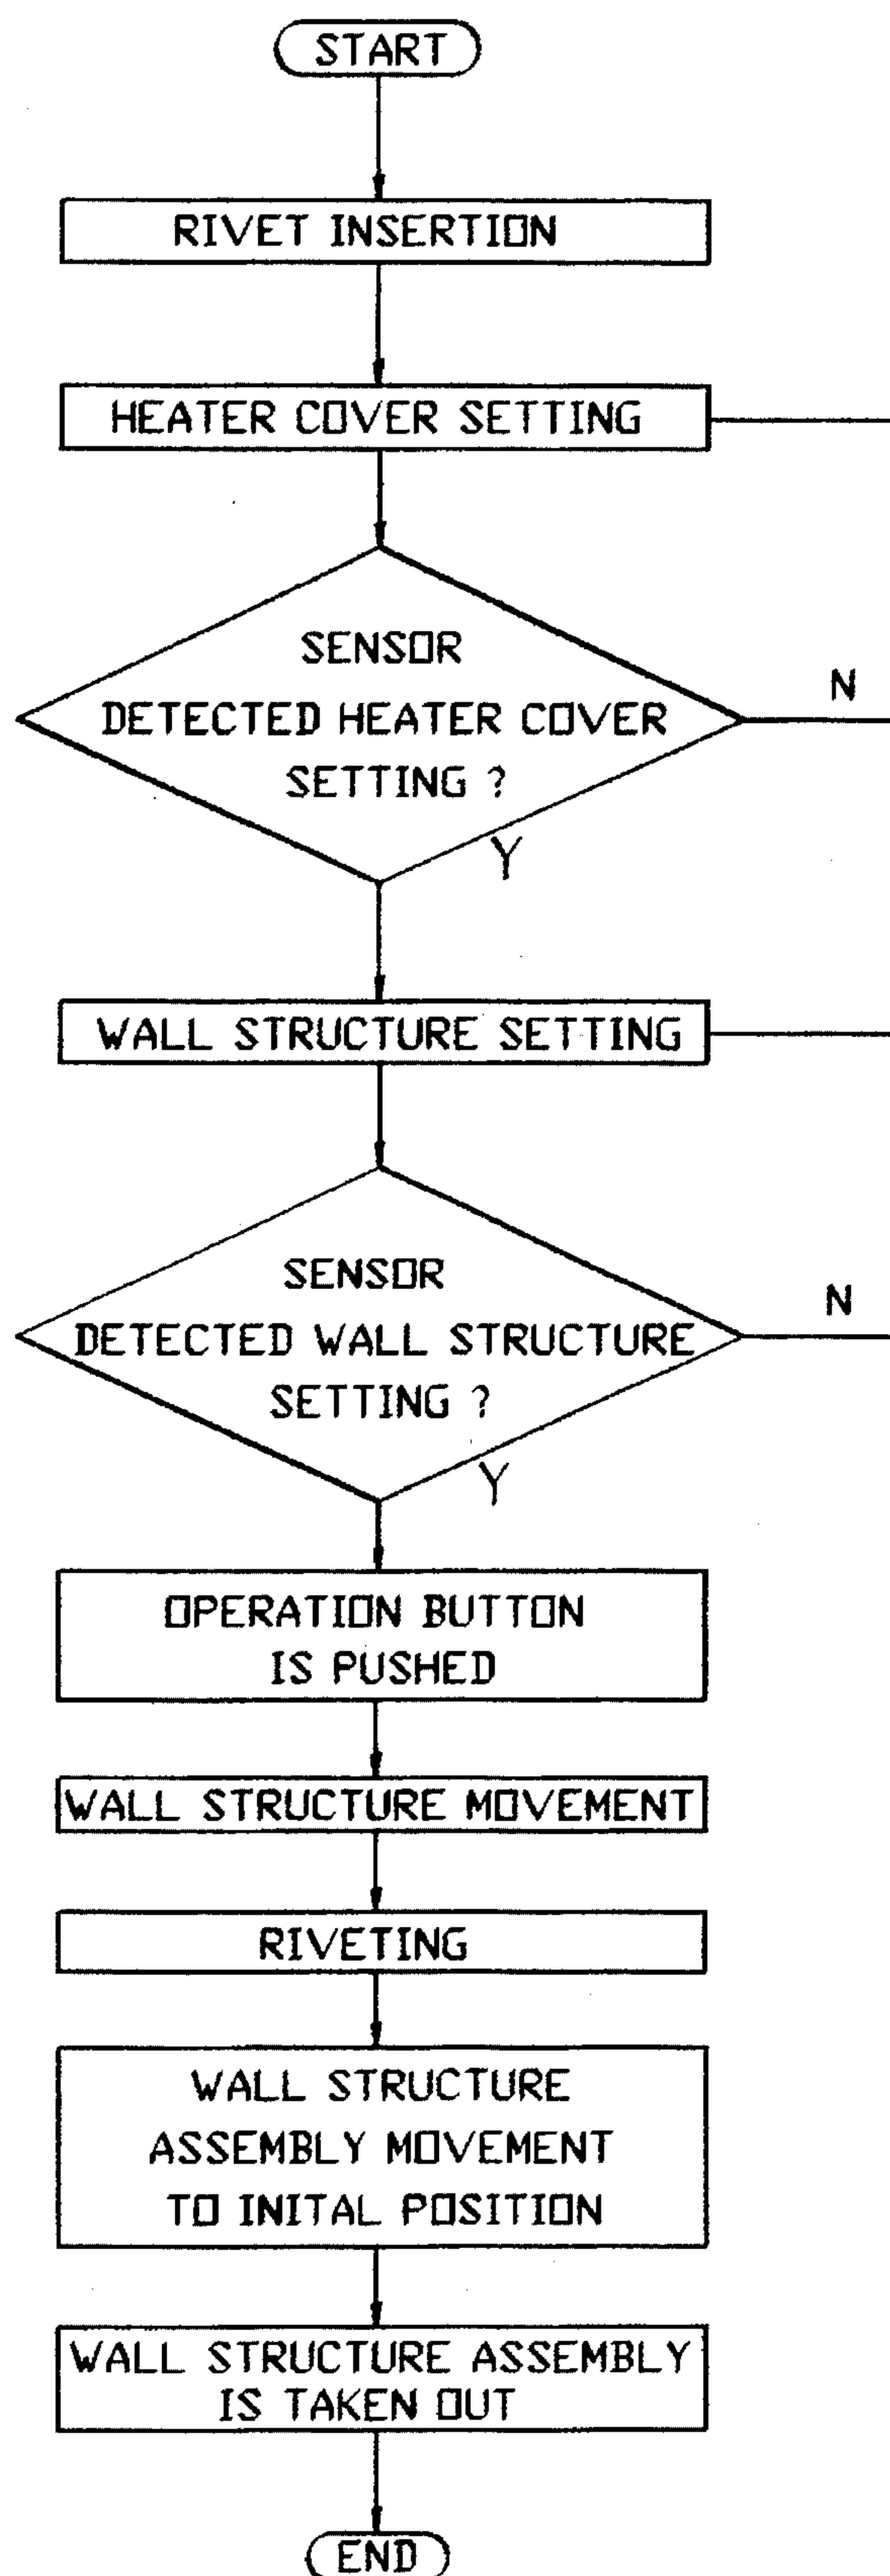 START
RIVET INSERTION
HEATER COVER SETTING
SENSOR
DETECTED HEATER COVER
SETTING ?
N
Y
WALL STRUCTURE SETTING
SENSOR
DETECTED WALL STRUCTURE
SETTING ?
N
Y
OPERATION BUTTON
IS PUSHED
WALL STRUCTURE MOVEMENT
RIVETING
WALL STRUCTURE
ASSEMBLY MOVEMENT
TO INITAL POSITION
WALL STRUCTURE ASSEMBLY
IS TAKEN OUT
END